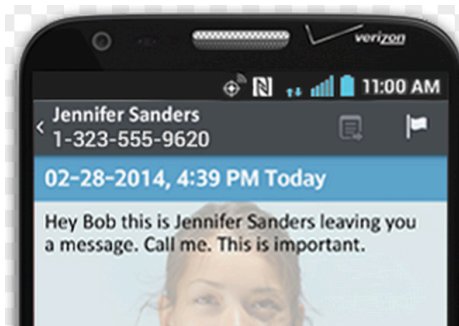 verizon
11:00 AM
Jennifer Sanders
1-323-555-9620
02-28-2014, 4:39 PM Today
Hey Bob this is Jennifer Sanders leaving you
a message. Call me. This is important.